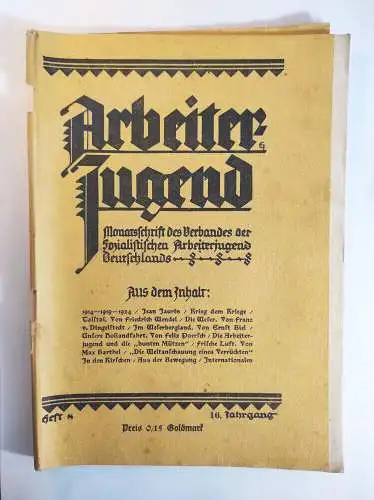 Arbeiter-
Jugend
Monatsschrift des Verbandes der
Sozialistischen Arbeiterjugend
Deutschlands
Aus dem Inhalt:
1914—1919—1924 / Jean Jaurès / Krieg dem Kriege /
Tolstoi. Von Friedrich Wendel / Die Weser. Von Franz
v. Dingelstedt / Im Weserbergland. Von Ernst Biel /
Unsere Hollandfahrt. Von Felix Poersch / Die Arbeiter-
jugend und die „bunten Mützen“ / Frische Luft. Von
Max Barthel / „Die Weltanschauung eines Verrückten“
In den Kirschen / Aus der Bewegung / Internationales
Heft 8
16. Jahrgang
Preis 0/15 Goldmark